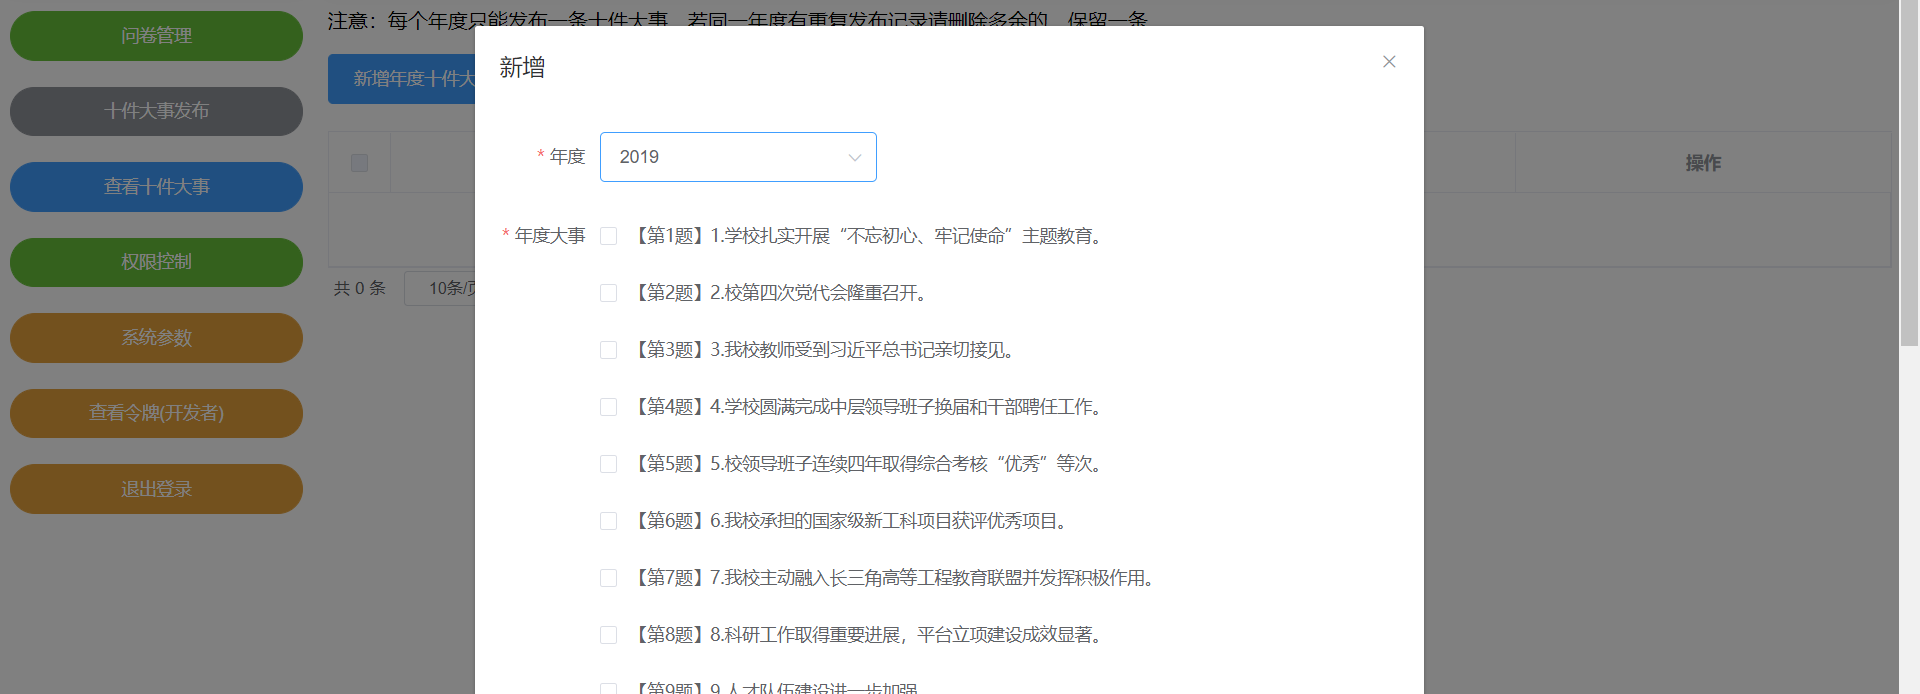 问卷管理
十件大事发布
查看十件大事
权限控制
系统参数
查看令牌(开发者)
退出登录
注意：每个年度只能发布一条十件大事，若同一年度有重复发布记录请删除多余的，保留一条
新增年度十件大
操作
共 0 条
10条/页
新增
* 年度
2019
* 年度大事
【第1题】1.学校扎实开展“不忘初心、牢记使命”主题教育。
【第2题】2.校第四次党代会隆重召开。
【第3题】3.我校教师受到习近平总书记亲切接见。
【第4题】4.学校圆满完成中层领导班子换届和干部聘任工作。
【第5题】5.校领导班子连续四年取得综合考核“优秀”等次。
【第6题】6.我校承担的国家级新工科项目获评优秀项目。
【第7题】7.我校主动融入长三角高等工程教育联盟并发挥积极作用。
【第8题】8.科研工作取得重要进展，平台立项建设成效显著。
【第9题】9.人才队伍建设进一步加强